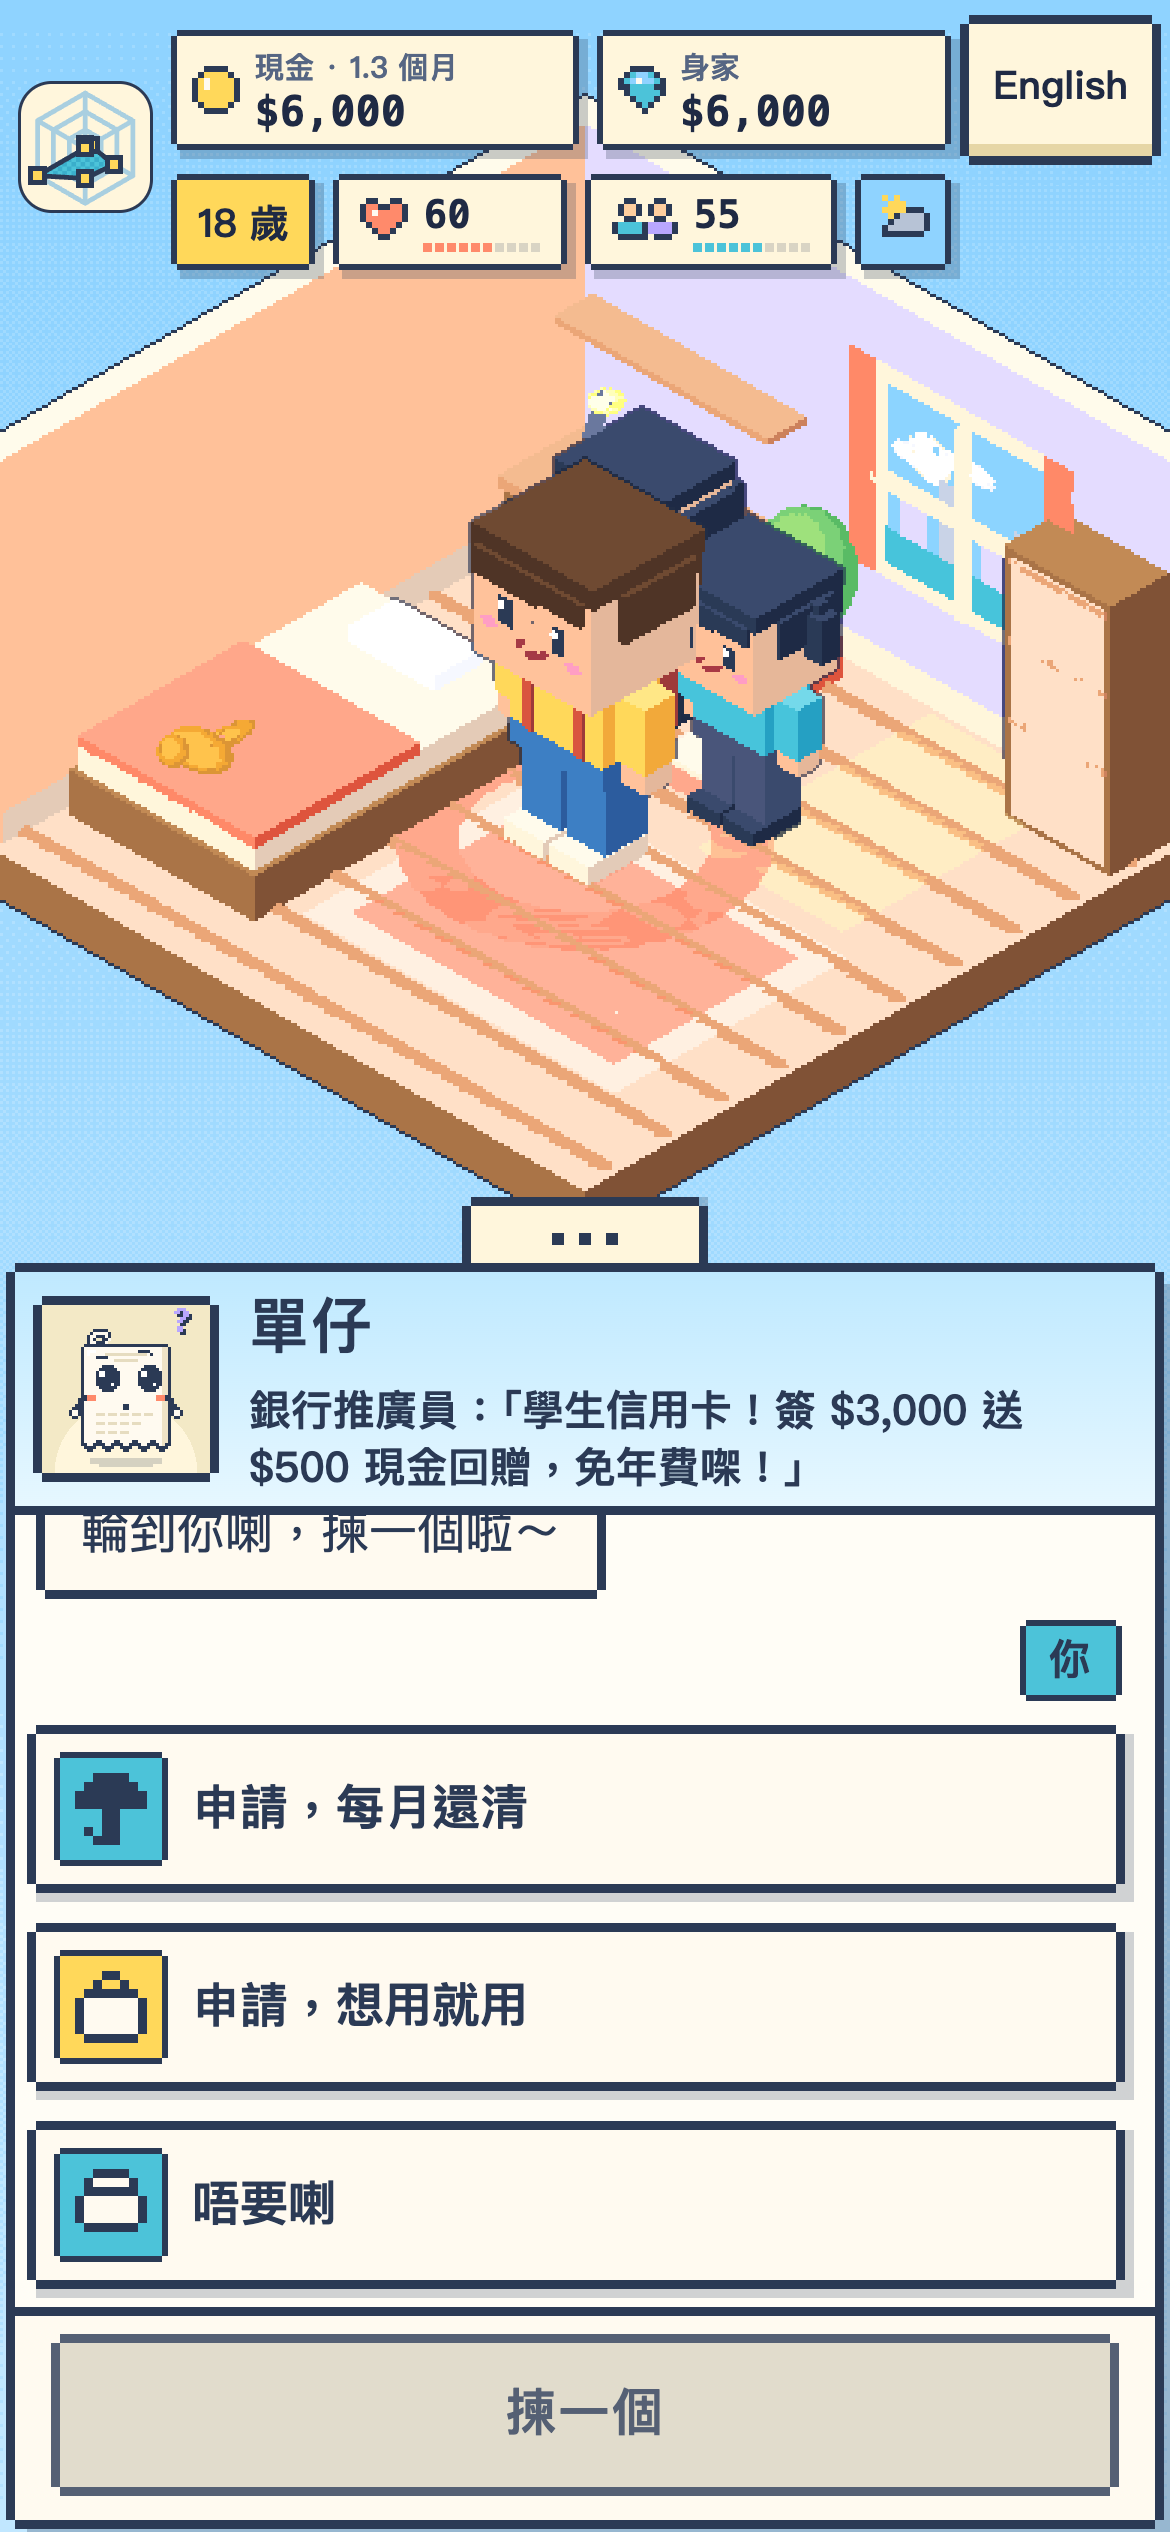 現金 · 1.3 個月
$6,000
身家
$6,000
English
18 歲
60
55
單仔
銀行推廣員：「學生信用卡！簽 $3,000 送
$500 現金回贈，免年費㗎！」
輪到你喇，揀一個啦～
你
申請，每月還清
申請，想用就用
唔要喇
揀一個